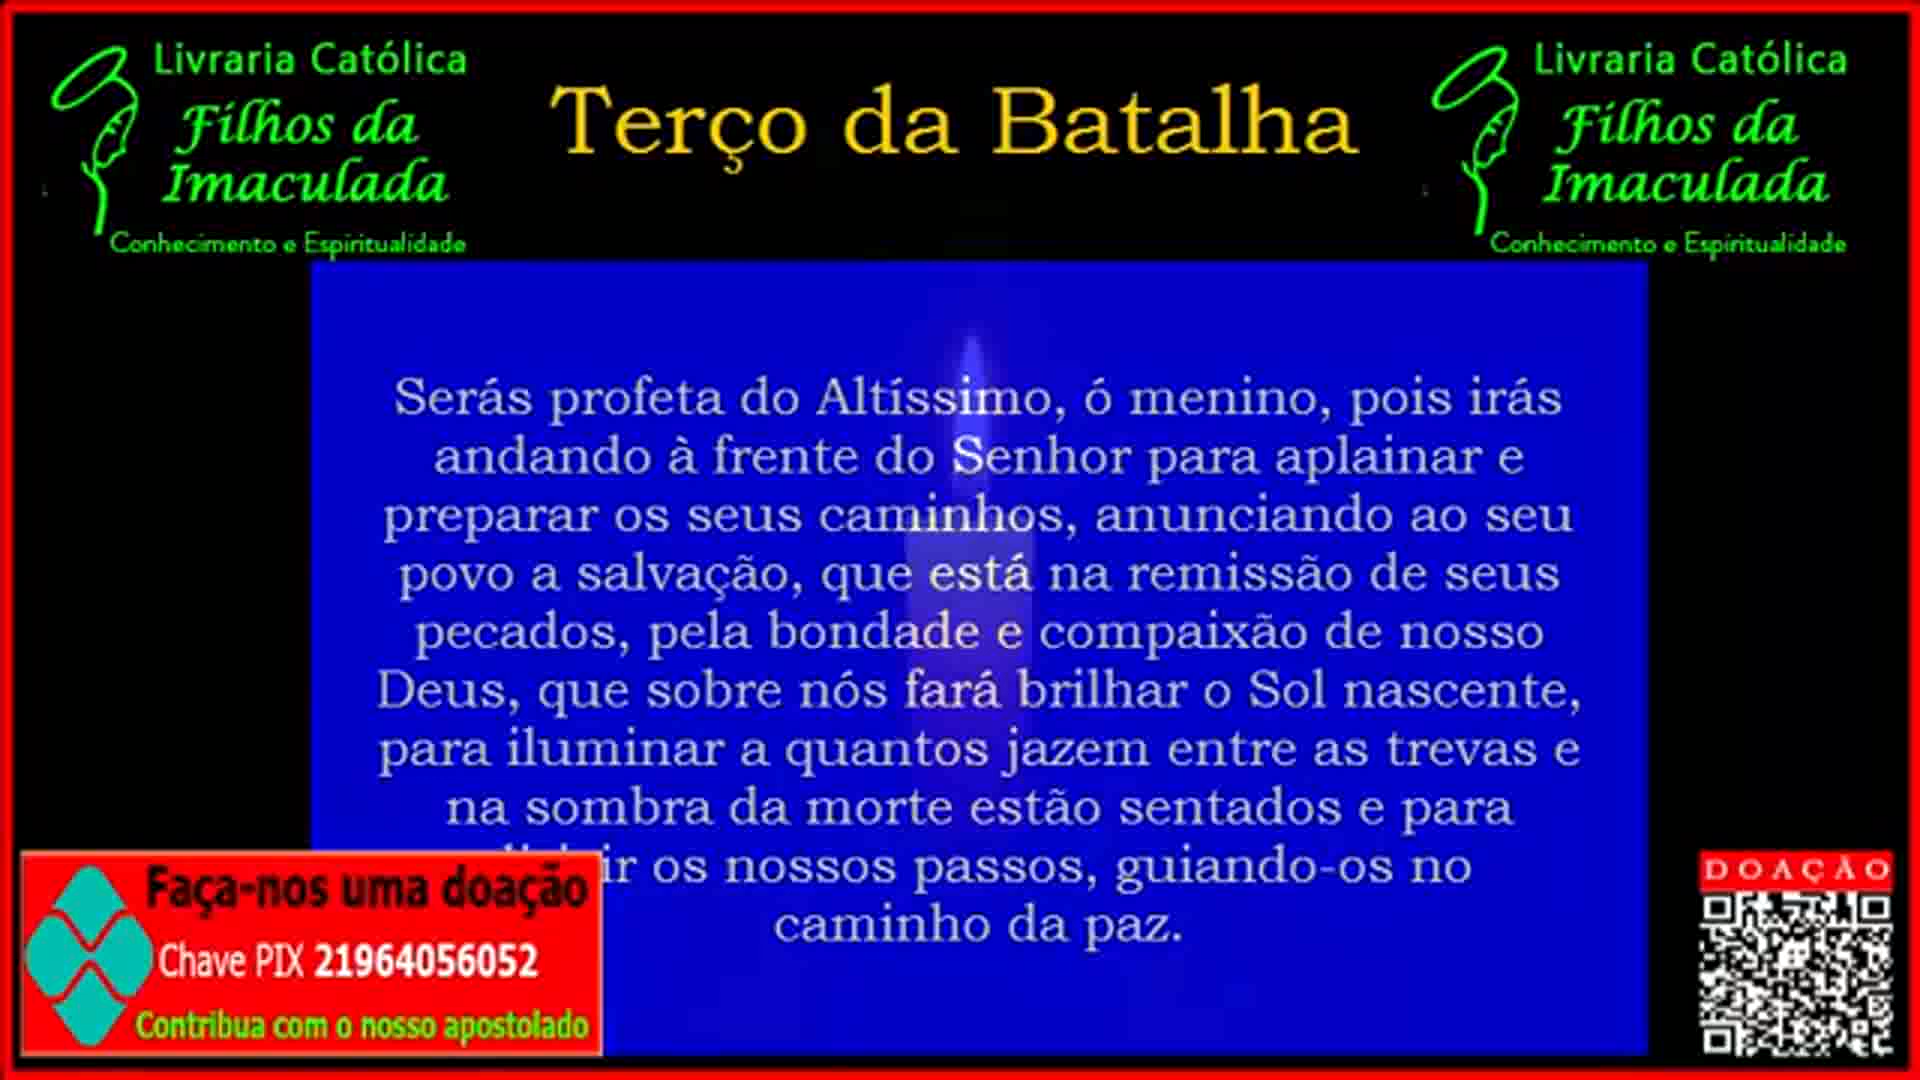 Livraria Católica
Filhos da
Imaculada
Conhecimento e Espiritualidade
Terço da Batalha
Livraria Católica
Filhos da
Imaculada
Conhecimento e Espiritualidade
Serás profeta do Altíssimo, ó menino, pois irás
andando à frente do Senhor para aplainar e
preparar os seus caminhos, anunciando ao seu
povo a salvação, que está na remissão de seus
pecados, pela bondade e compaixão de nosso
Deus, que sobre nós fará brilhar o Sol nascente,
para iluminar a quantos jazem entre as trevas e
na sombra da morte estão sentados e para
os nossos passos, guiando-os no
caminho da paz.
Faça-nos uma doação
Chave PIX 21964056052
Contribua com o nosso apostolado
DOAÇÃO